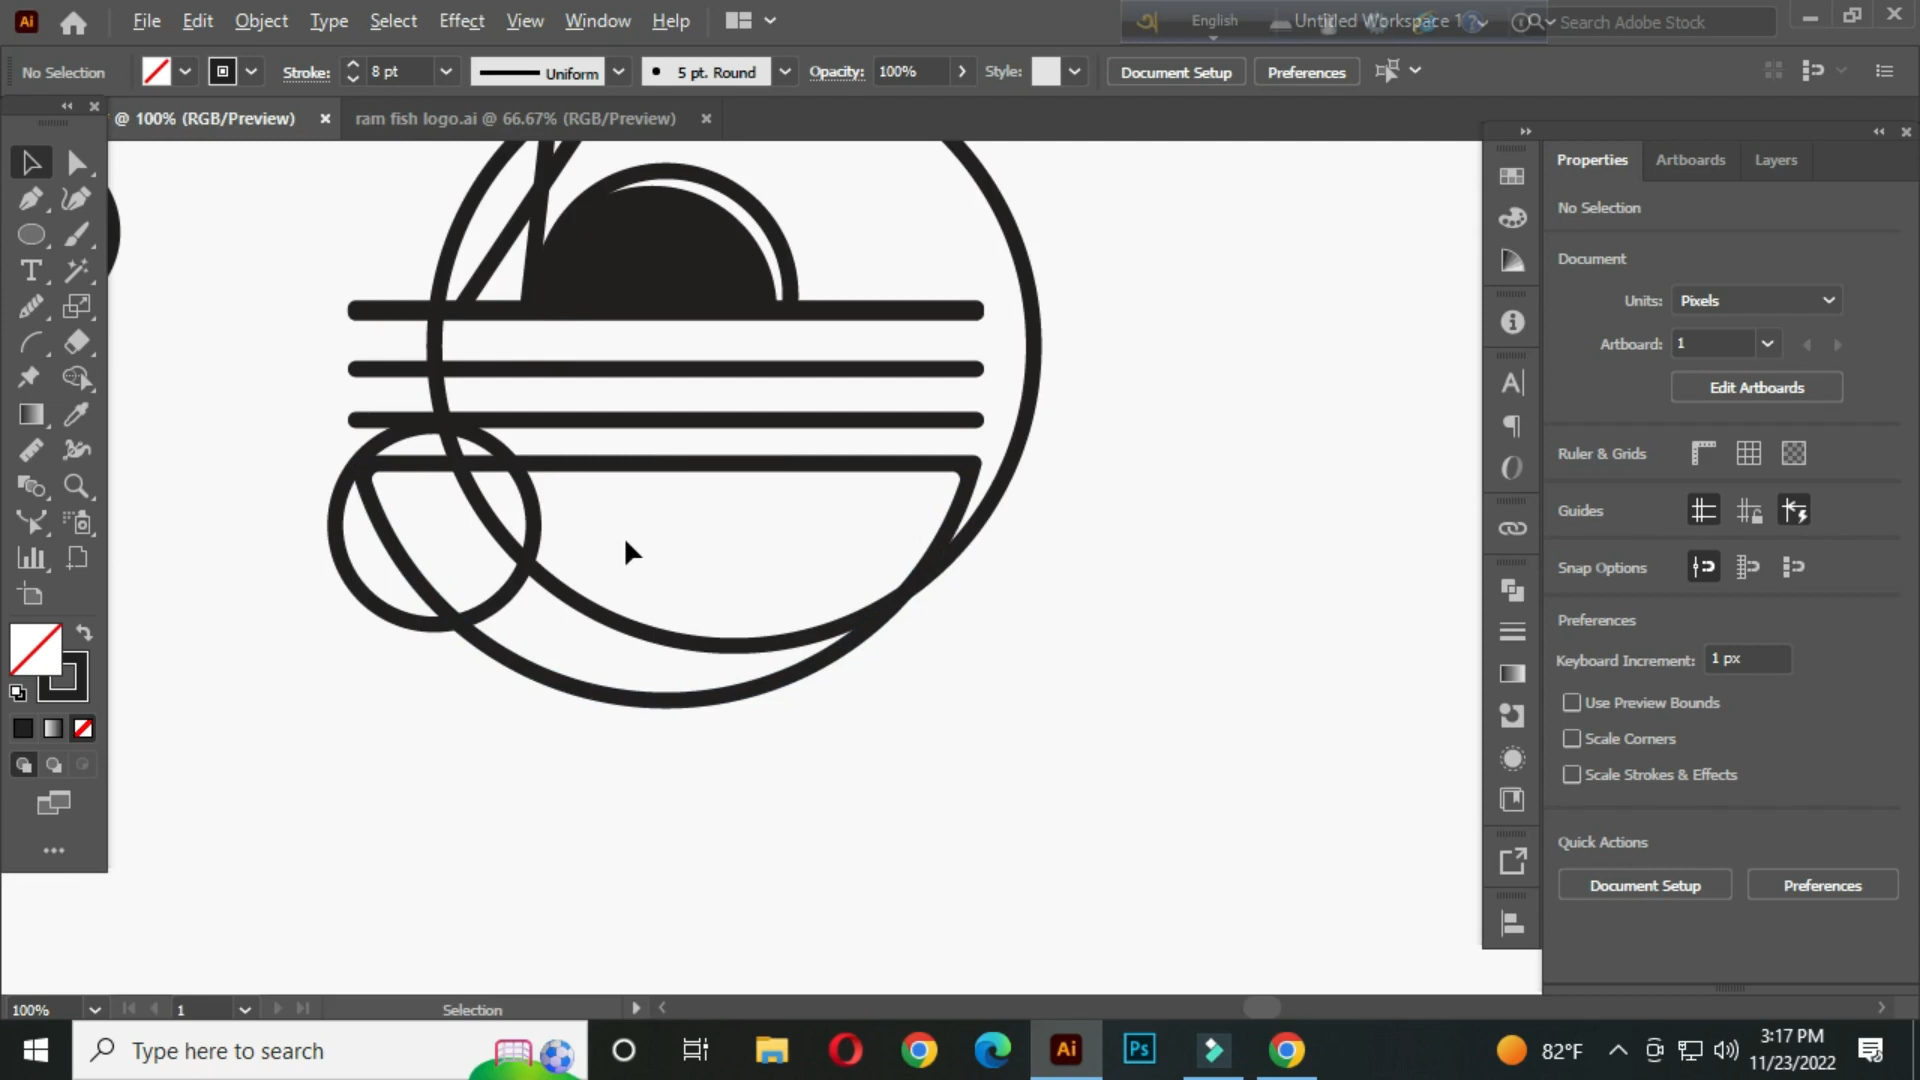 Ai File Edit Object Type Select Effect View Window Help English Untitled Workspace 1 Search Adobe Stock
No Selection Stroke: 8 pt Uniform 5 pt. Round Opacity: 100% Style: Document Setup Preferences
@ 100% (RGB/Preview) × ram fish logo.ai @ 66.67% (RGB/Preview) ×
Properties Artboards Layers
No Selection
Document
Units: Pixels
Artboard: 1
Edit Artboards
Ruler & Grids
Guides
Snap Options
Preferences
Keyboard Increment: 1 px
Use Preview Bounds
Scale Corners
Scale Strokes & Effects
Quick Actions
Document Setup Preferences
100% 1 Selection
Type here to search Ai Ps 82°F 3:17 PM
11/23/2022